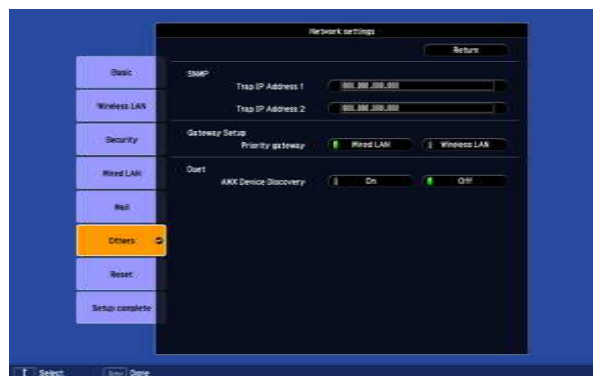 Network settings
Return
Basic
Wireless LAN
Security
Wired LAN
Mail
Others
Reset
Setup complete
SNMP
Trap IP Address 1
Trap IP Address 2
Gateway Setup
Priority gateway Wired LAN Wireless LAN
Duet
AMX Device Discovery On Off
Select Done